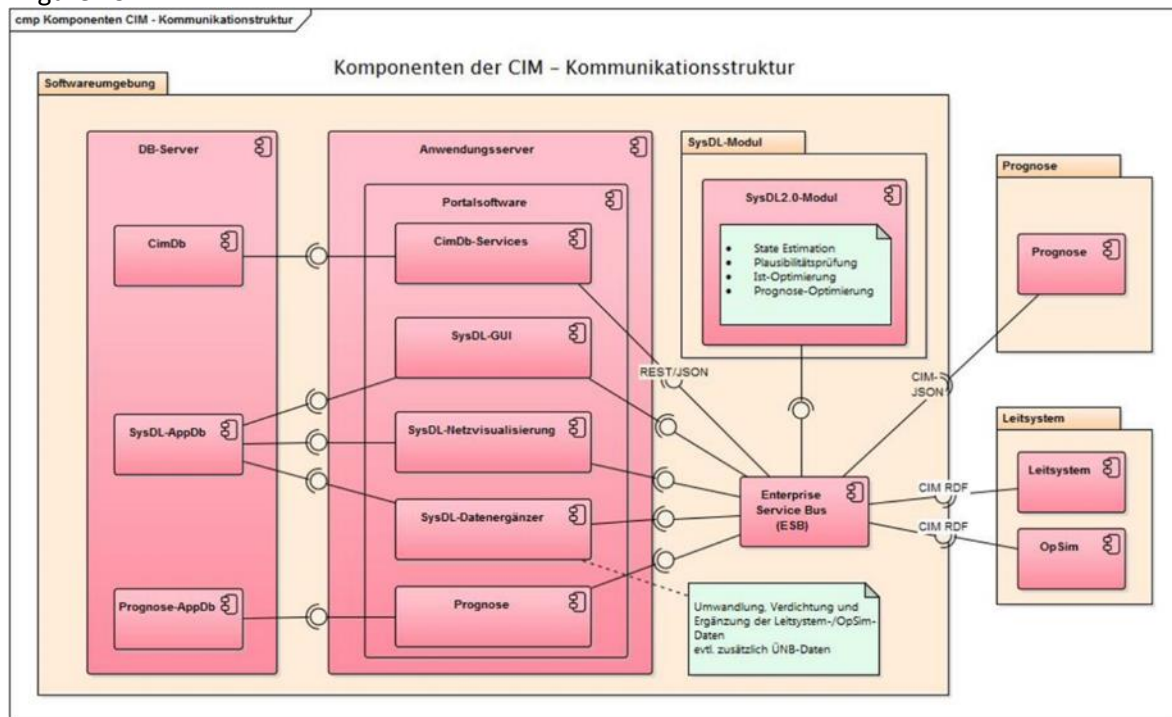 cmp Komponenten CIM - Kommunikationstruktur
Komponenten der CIM – Kommunikationsstruktur
Softwareumgebung
DB-Server
CimDb
SysDL-AppDb
Prognose-AppDb
Anwendungsserver
Portalsoftware
CimDb-Services
SysDL-GUI
SysDL-Netzvisualisierung
SysDL-Datenergänzer
Prognose
SysDL-Modul
SysDL2.0-Modul
• State Estimation
• Plausibilitätsprüfung
• Ist-Optimierung
• Prognose-Optimierung
REST/JSON
CIM-
JSON
Enterprise
Service Bus
(ESB)
CIM RDF
CIM RDF
Umwandlung, Verdichtung und
Ergänzung der Leitsystem-/OpSim-
Daten
evtl. zusätzlich ÜNB-Daten
Prognose
Prognose
Leitsystem
Leitsystem
OpSim